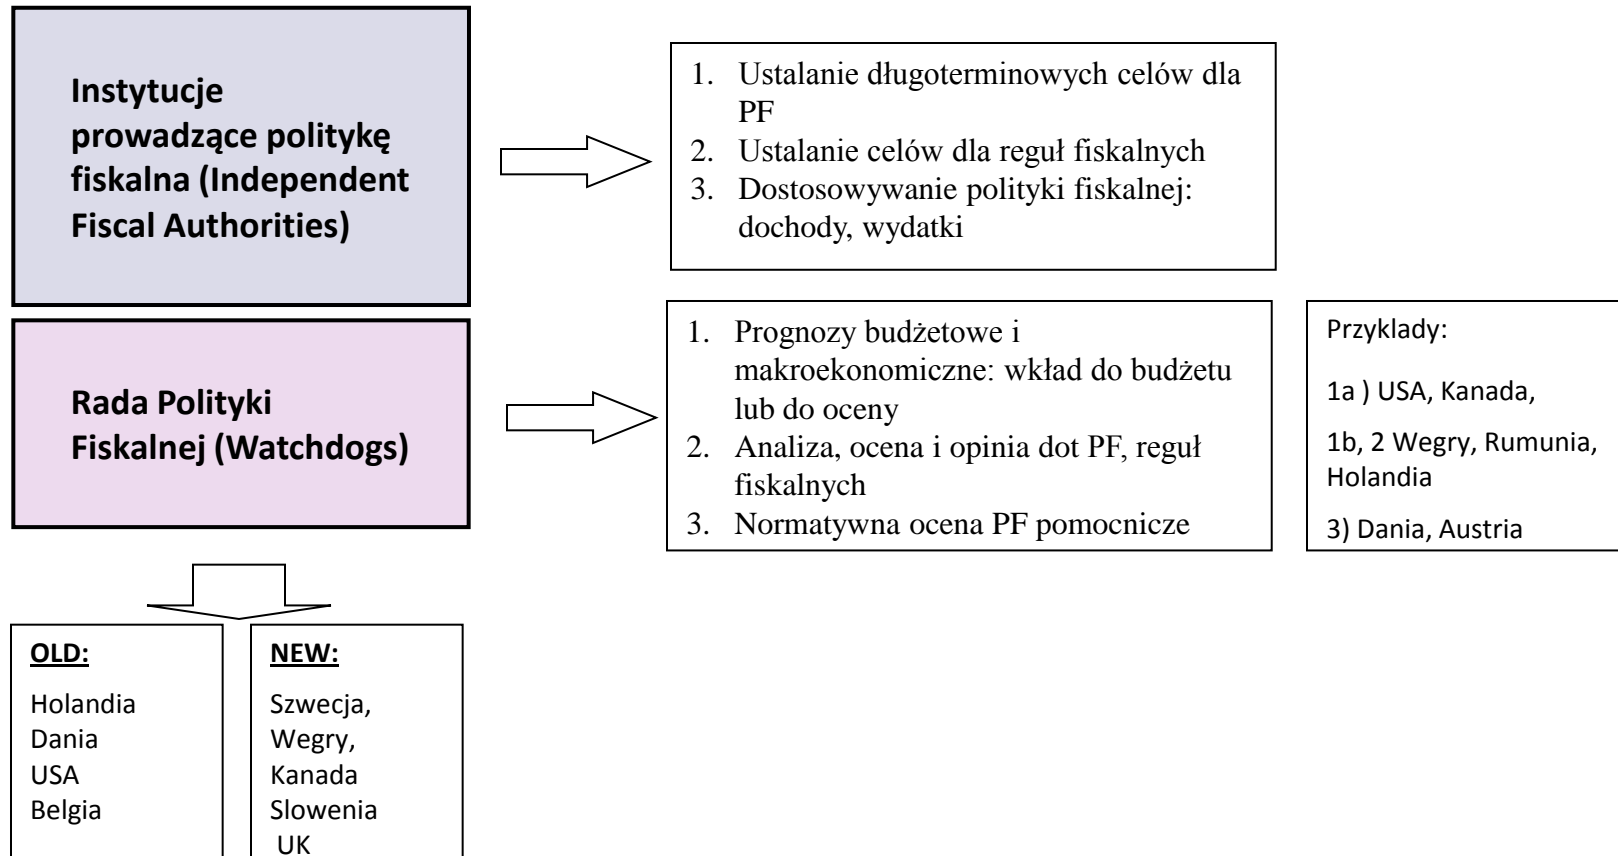 Instytucje
prowadzące politykę
fiskalna (Independent
Fiscal Authorities)
1. Ustalanie długoterminowych celów dla
PF
2. Ustalanie celów dla reguł fiskalnych
3. Dostosowywanie polityki fiskalnej:
dochody, wydatki
Rada Polityki
Fiskalnej (Watchdogs)
1. Prognozy budżetowe i
makroekonomiczne: wkład do budżetu
lub do oceny
2. Analiza, ocena i opinia dot PF, reguł
fiskalnych
3. Normatywna ocena PF pomocnicze
Przyklady:
1a ) USA, Kanada,
1b, 2 Wegry, Rumunia,
Holandia
3) Dania, Austria
OLD:
Holandia
Dania
USA
Belgia
NEW:
Szwecja,
Wegry,
Kanada
Slowenia
UK